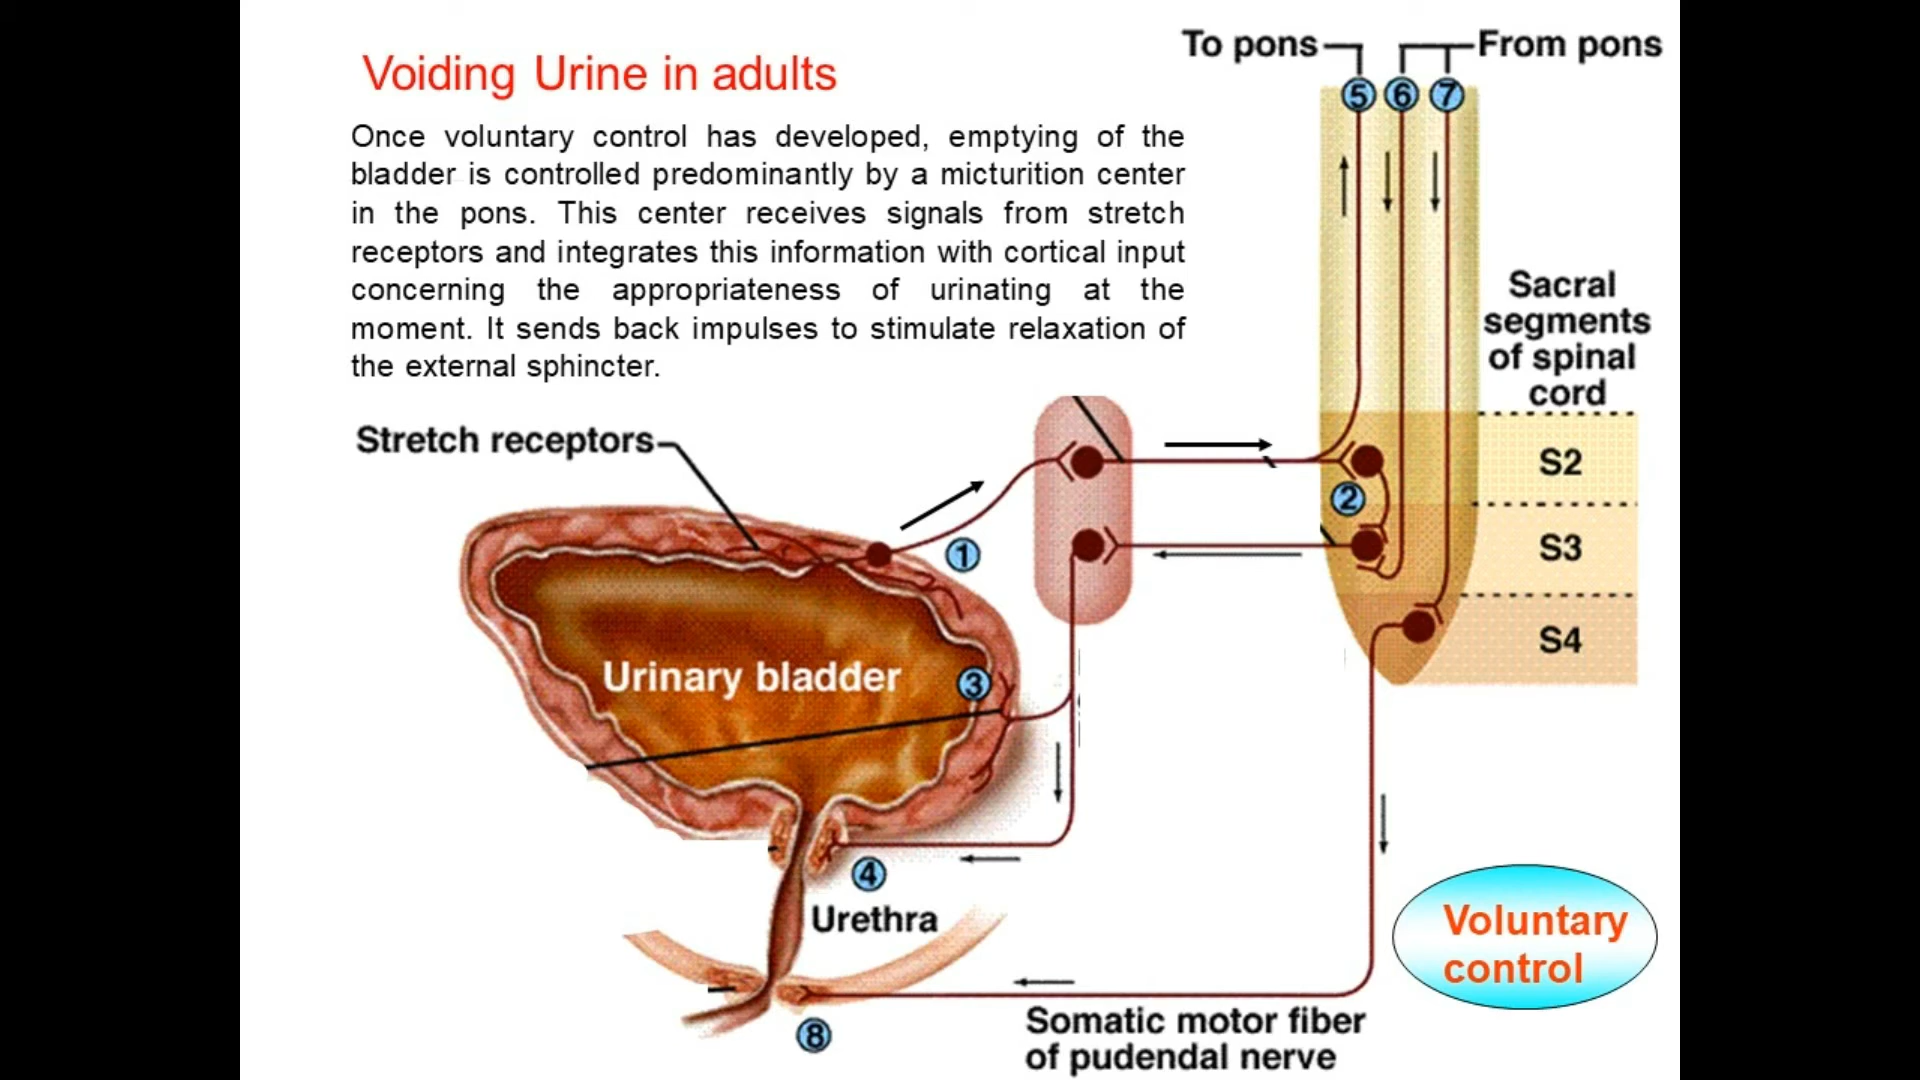 Voiding Urine in adults
Once voluntary control has developed, emptying of the
bladder is controlled predominantly by a micturition center
in the pons. This center receives signals from stretch
receptors and integrates this information with cortical input
concerning the appropriateness of urinating at the
moment. It sends back impulses to stimulate relaxation of
the external sphincter.
To pons
From pons
5 6 7
Sacral
segments
of spinal
cord
Stretch receptors
S2
2
1
S3
S4
Urinary bladder
3
4
Urethra
Voluntary
control
8
Somatic motor fiber
of pudendal nerve